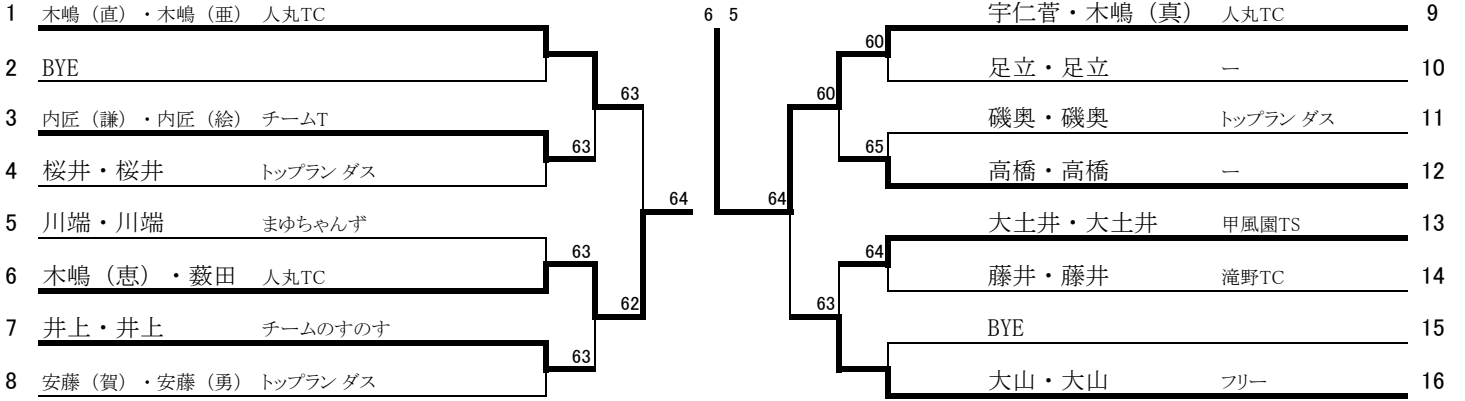 1 木嶋（直）・木嶋（亜） 人丸TC
2 BYE
3 内匠（謙）・内匠（絵） チームT
4 桜井・桜井 トップラン ダス
5 川端・川端 まゆちゃんず
6 木嶋（恵）・薮田 人丸TC
7 井上・井上 チームのすのす
8 安藤（賀）・安藤（勇） トップラン ダス
63
63
63
63
62
64
6 5
64
60
63
60
65
64
宇仁菅・木嶋（真） 人丸TC 9
足立・足立 ー 10
磯奥・磯奥 トップラン ダス 11
高橋・高橋 ー 12
大土井・大土井 甲風園TS 13
藤井・藤井 滝野TC 14
BYE 15
大山・大山 フリー 16